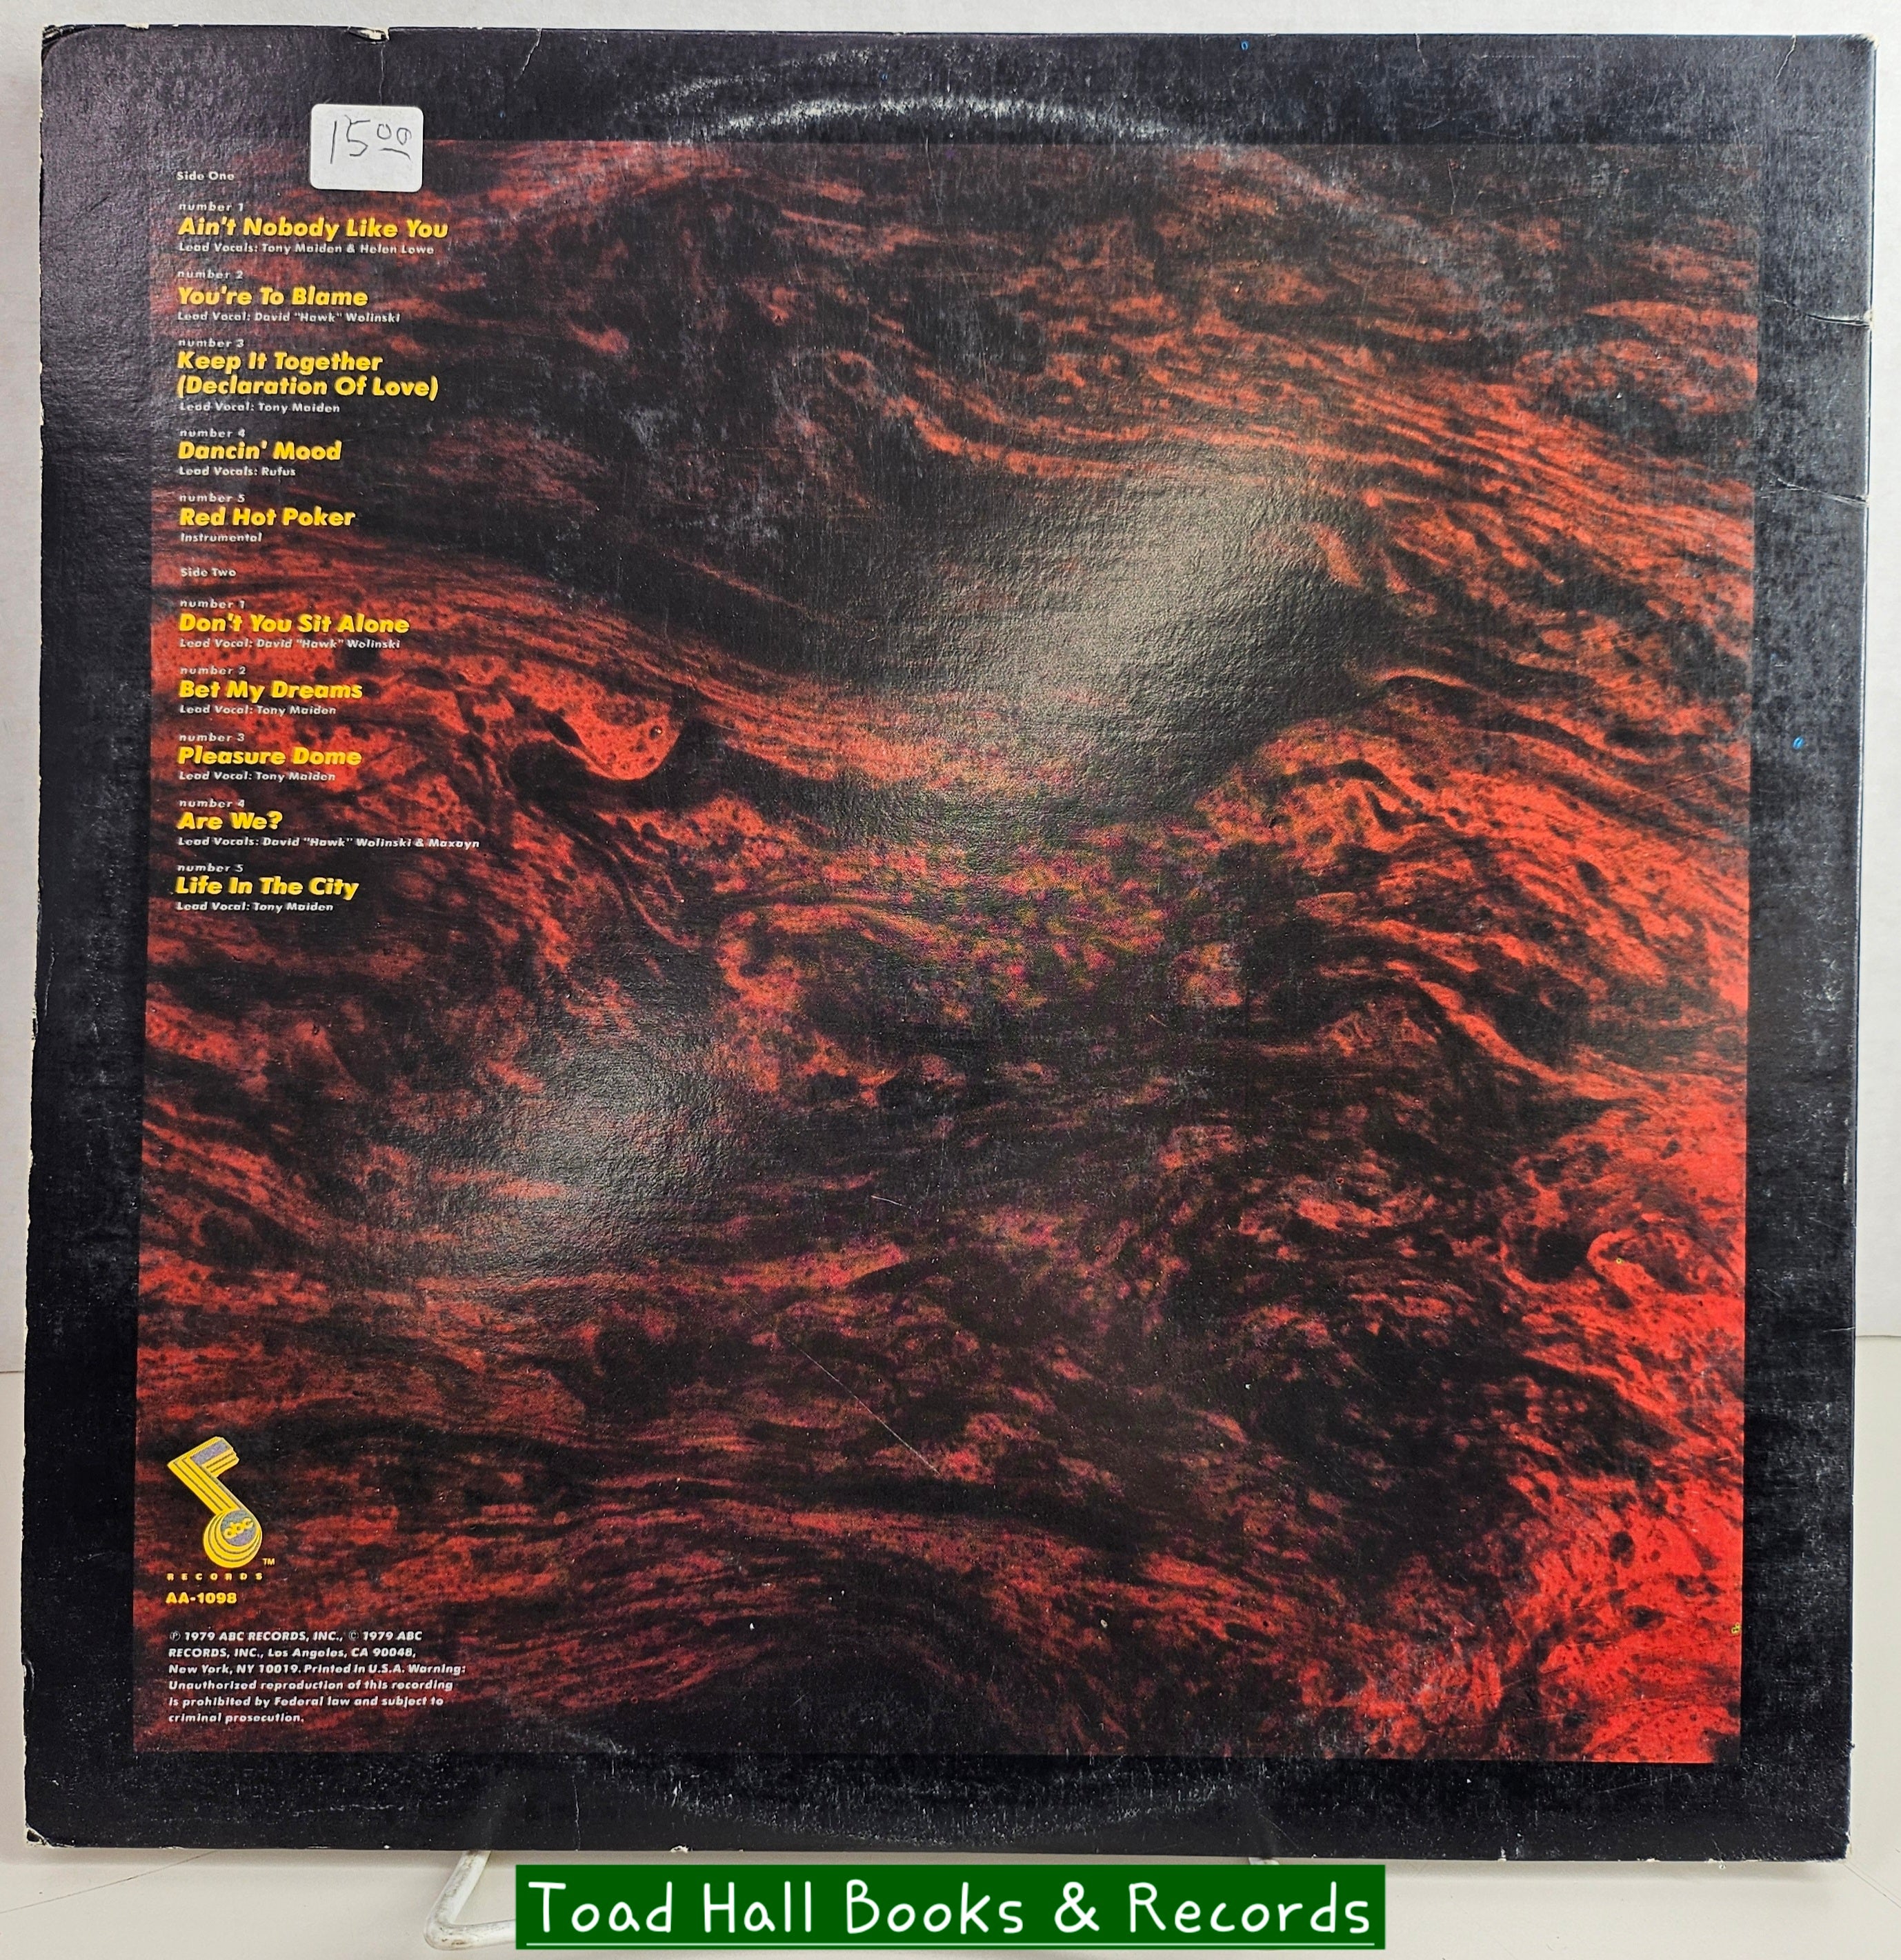 15.00
Side One
number 1
Ain't Nobody Like You
Lead Vocals: Tony Maiden & Helen Lowe
number 2
You're To Blame
Lead Vocal: David "Hawk" Wolinski
number 3
Keep It Together
(Declaration Of Love)
Lead Vocal: Tony Maiden
number 4
Dancin' Mood
Lead Vocals: Rufus
number 5
Red Hot Poker
Instrumental
Side Two
number 1
Don't You Sit Alone
Lead Vocal: David "Hawk" Wolinski
number 2
Bet My Dreams
Lead Vocal: Tony Maiden
number 3
Pleasure Dome
Lead Vocal: Tony Maiden
number 4
Are We?
Lead Vocals: David "Hawk" Wolinski & Maxayn
number 5
Life In The City
Lead Vocal: Tony Maiden
abc
TM
RECORDS
AA-1098
℗ 1979 ABC RECORDS, INC., © 1979 ABC
RECORDS, INC., Los Angeles, CA 90048,
New York, NY 10019. Printed in U.S.A. Warning:
Unauthorized reproduction of this recording
is prohibited by Federal law and subject to
criminal prosecution.
Toad Hall Books & Records